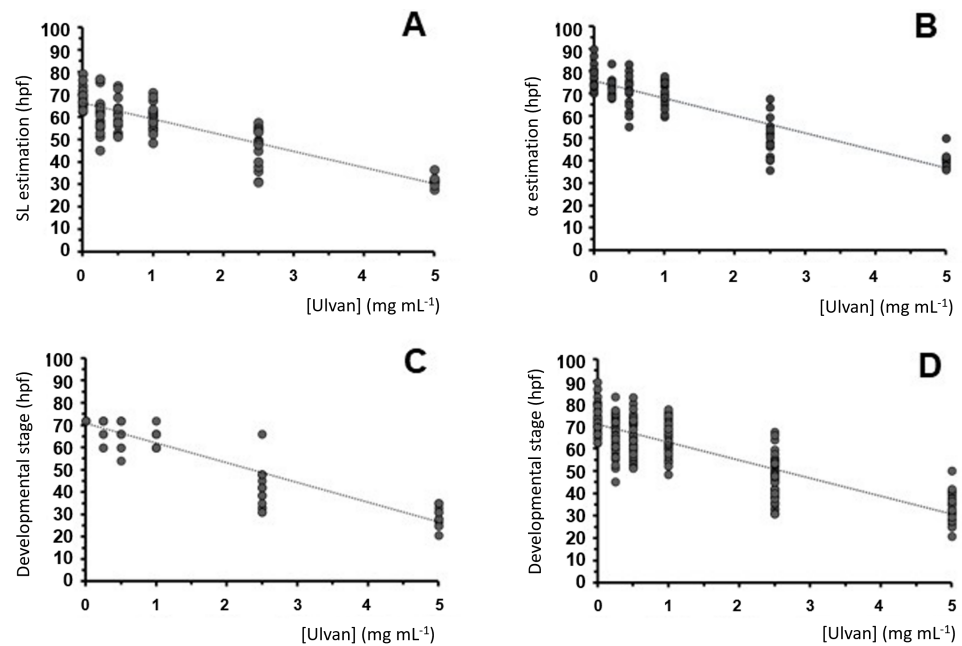 A
SL estimation (hpf)
100
90
80
70
60
50
40
30
20
10
0
0 1 2 3 4 5
[Ulvan] (mg mL-1)
B
α estimation (hpf)
100
90
80
70
60
50
40
30
20
10
0
0 1 2 3 4 5
[Ulvan] (mg mL-1)
C
Developmental stage (hpf)
100
90
80
70
60
50
40
30
20
10
0
0 1 2 3 4 5
[Ulvan] (mg mL-1)
D
Developmental stage (hpf)
100
90
80
70
60
50
40
30
20
10
0
0 1 2 3 4 5
[Ulvan] (mg mL-1)